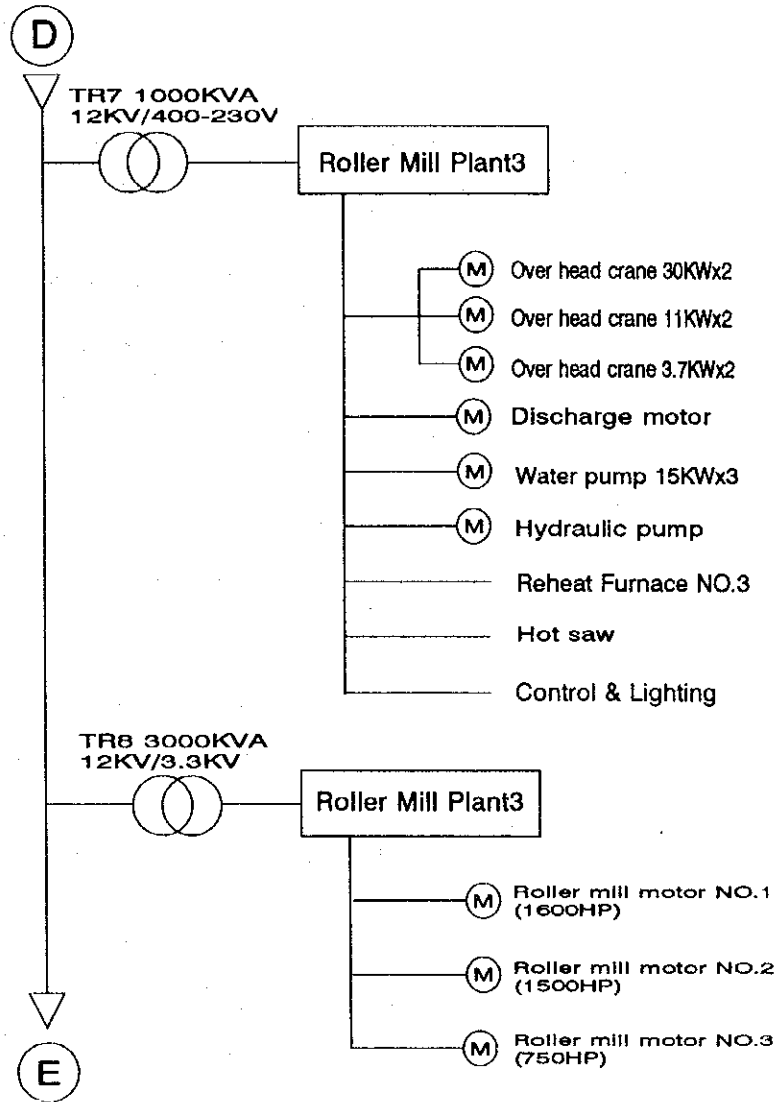 D
TR7 1000KVA
12KV/400-230V
Roller Mill Plant3
M Over head crane 30KWx2
M Over head crane 11KWx2
M Over head crane 3.7KWx2
M Discharge motor
M Water pump 15KWx3
M Hydraulic pump
Reheat Furnace NO.3
Hot saw
Control & Lighting
TR8 3000KVA
12KV/3.3KV
Roller Mill Plant3
M Roller mill motor NO.1
(1600HP)
M Roller mill motor NO.2
(1500HP)
M Roller mill motor NO.3
(750HP)
E